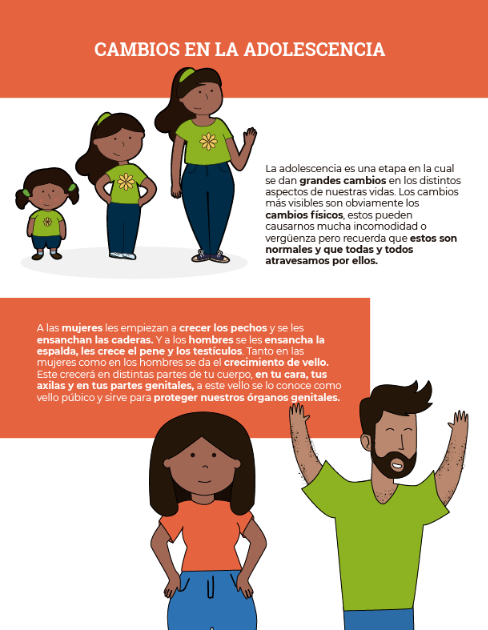 CAMBIOS EN LA ADOLESCENCIA
La adolescencia es una etapa en la cual
se dan grandes cambios en los distintos
aspectos de nuestras vidas. Los cambios
más visibles son obviamente los
cambios físicos, estos pueden
causarnos mucha incomodidad o
vergüenza pero recuerda que estos son
normales y que todas y todos
atravesamos por ellos.
A las mujeres les empiezan a crecer los pechos y se les
ensanchan las caderas. Y a los hombres se les ensancha la
espalda, les crece el pene y los testículos. Tanto en las
mujeres como en los hombres se da el crecimiento de vello.
Este crecerá en distintas partes de tu cuerpo, en tu cara, tus
axilas y en tus partes genitales, a este vello se lo conoce como
vello púbico y sirve para proteger nuestros órganos genitales.